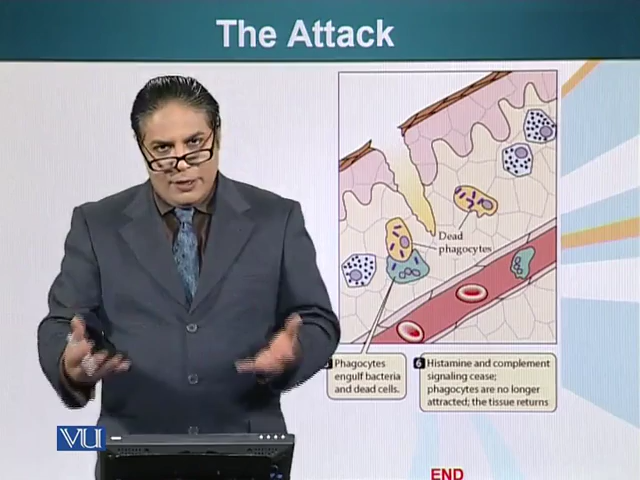 The Attack
Dead
phagocytes
Phagocytes
engulf bacteria
and dead cells.
6 Histamine and complement
signaling cease;
phagocytes are no longer
attracted; the tissue returns
VU
END